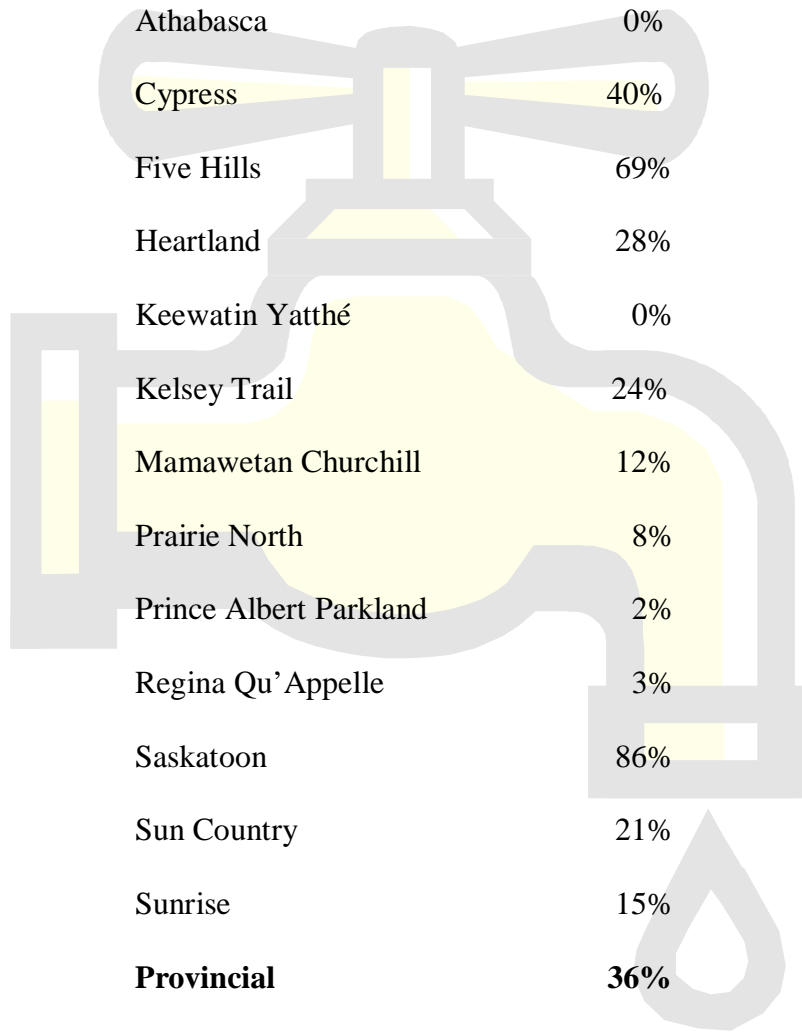 Athabasca 0%
Cypress 40%
Five Hills 69%
Heartland 28%
Keewatin Yatthé 0%
Kelsey Trail 24%
Mamawetan Churchill 12%
Prairie North 8%
Prince Albert Parkland 2%
Regina Qu’Appelle 3%
Saskatoon 86%
Sun Country 21%
Sunrise 15%
Provincial 36%